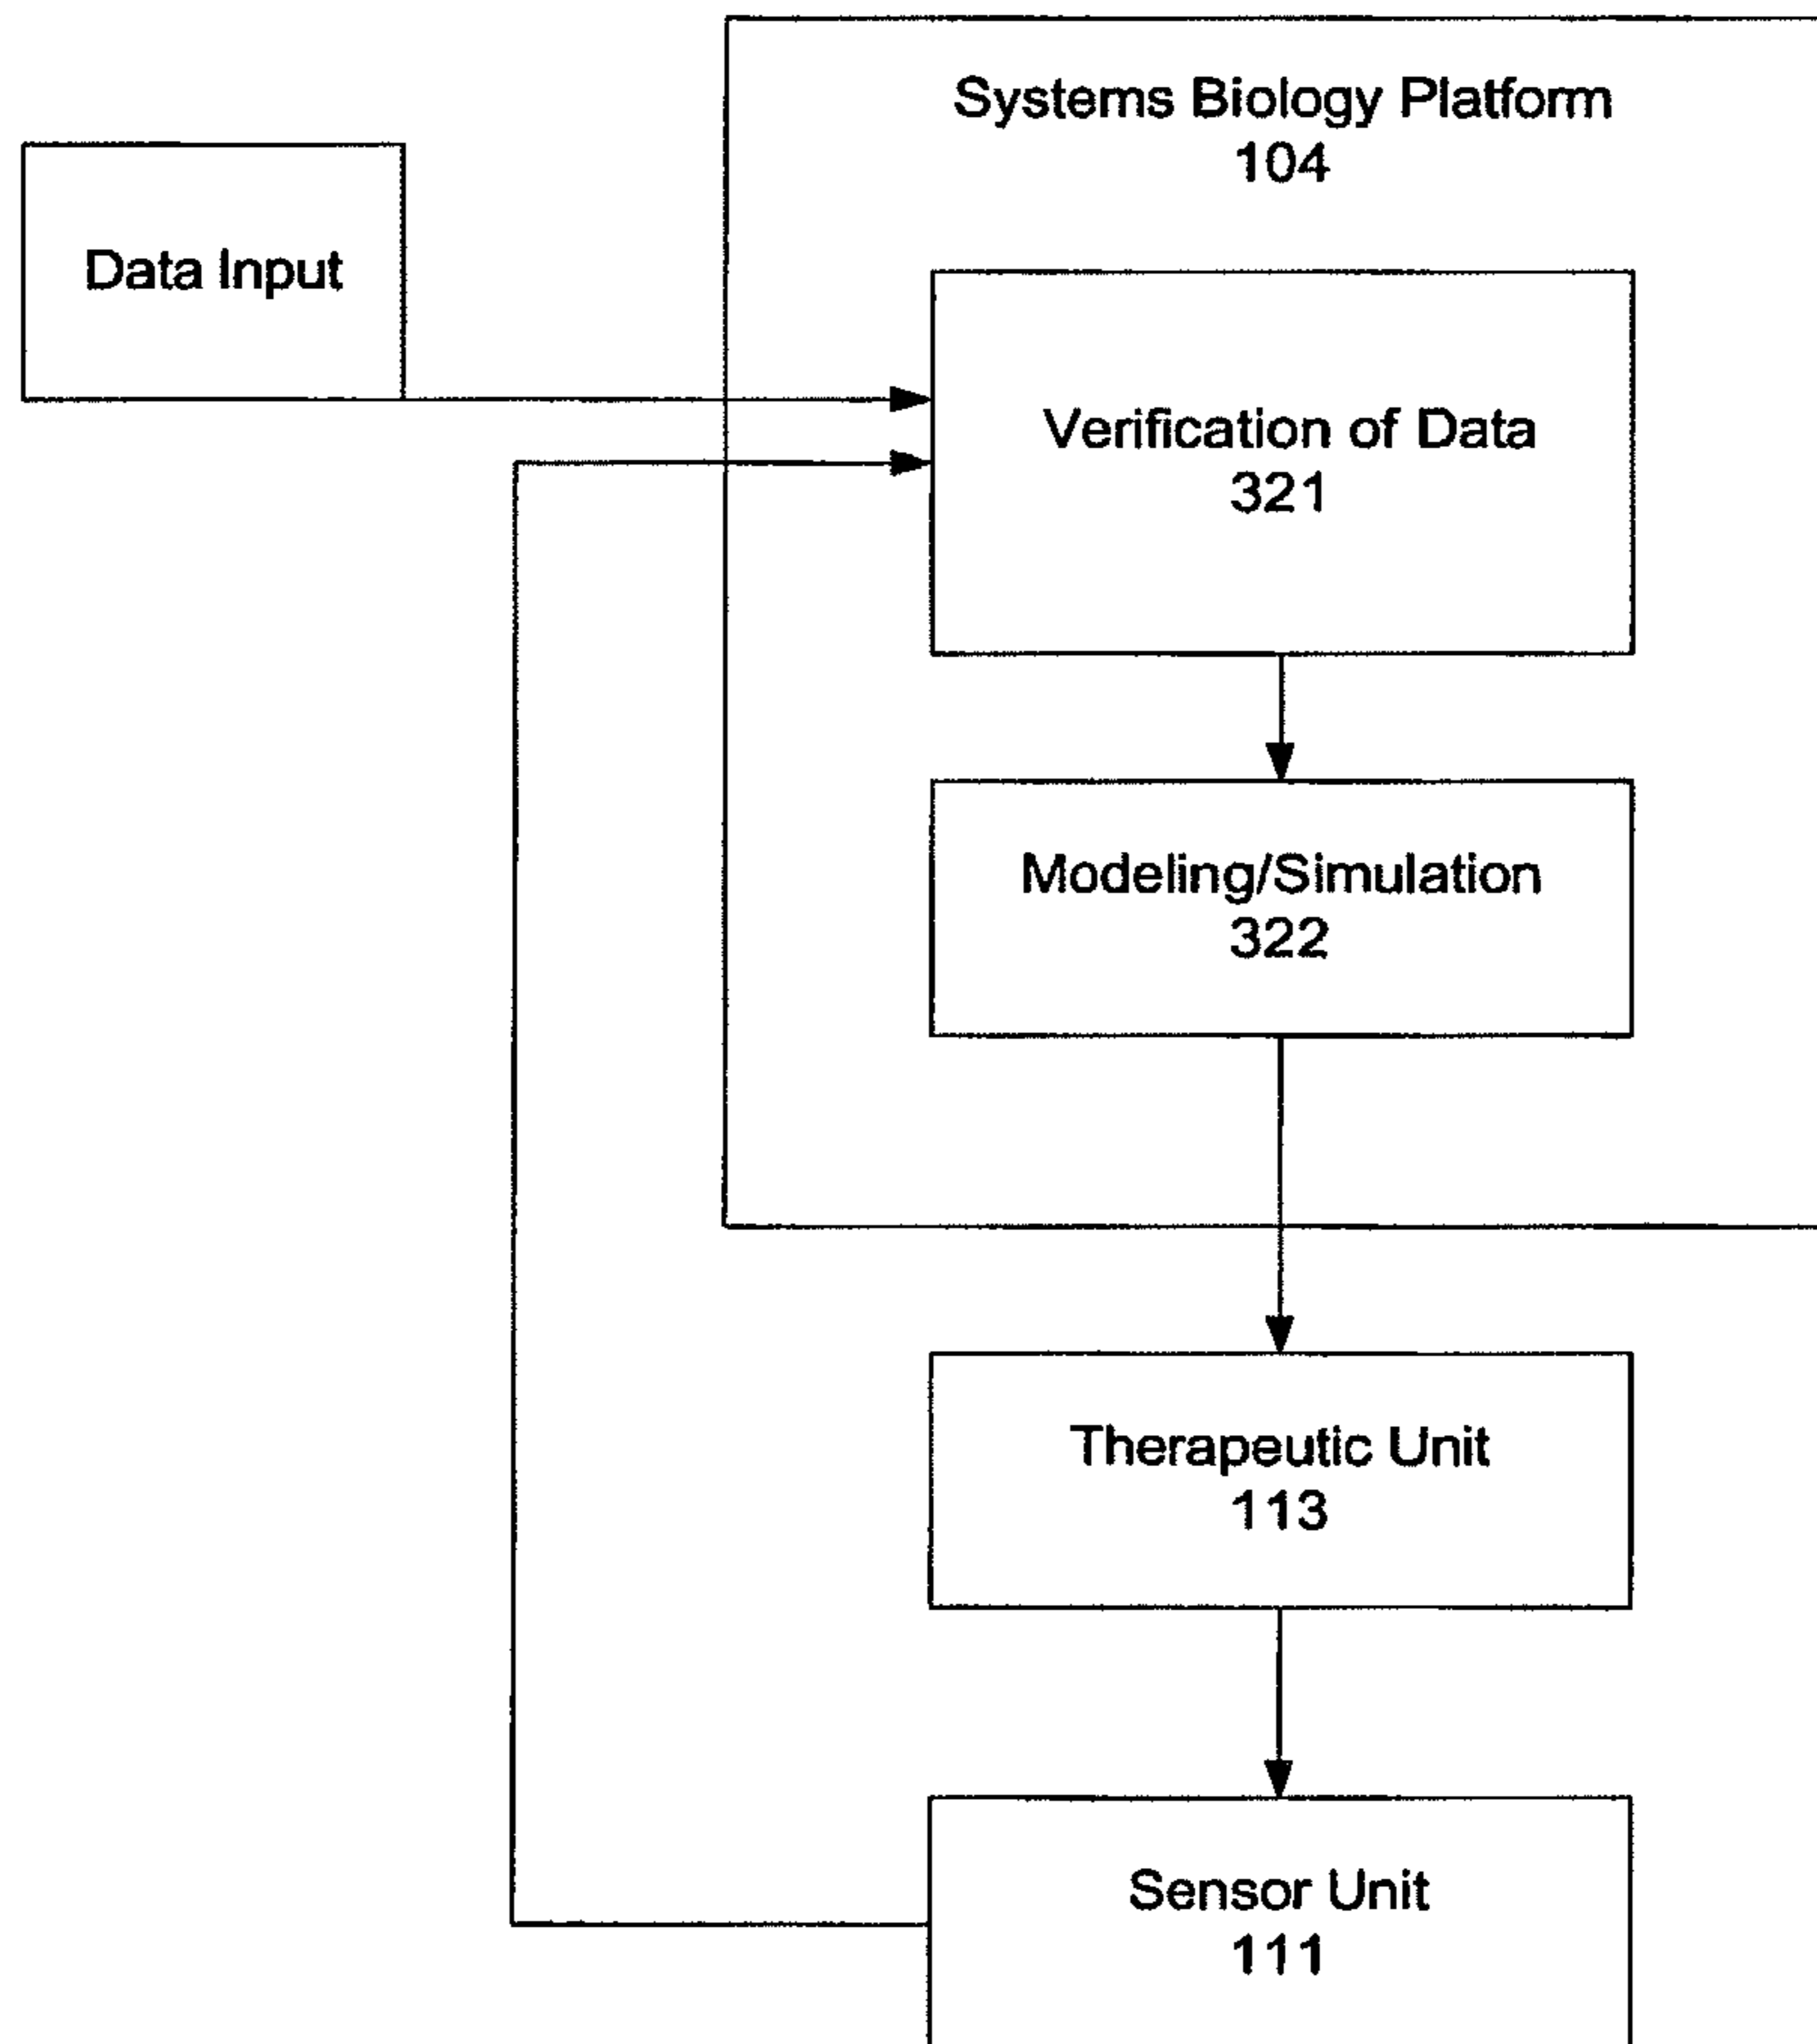 Systems Biology Platform
104
Data Input
Verification of Data
321
Modeling/Simulation
322
Therapeutic Unit
113
Sensor Unit
111